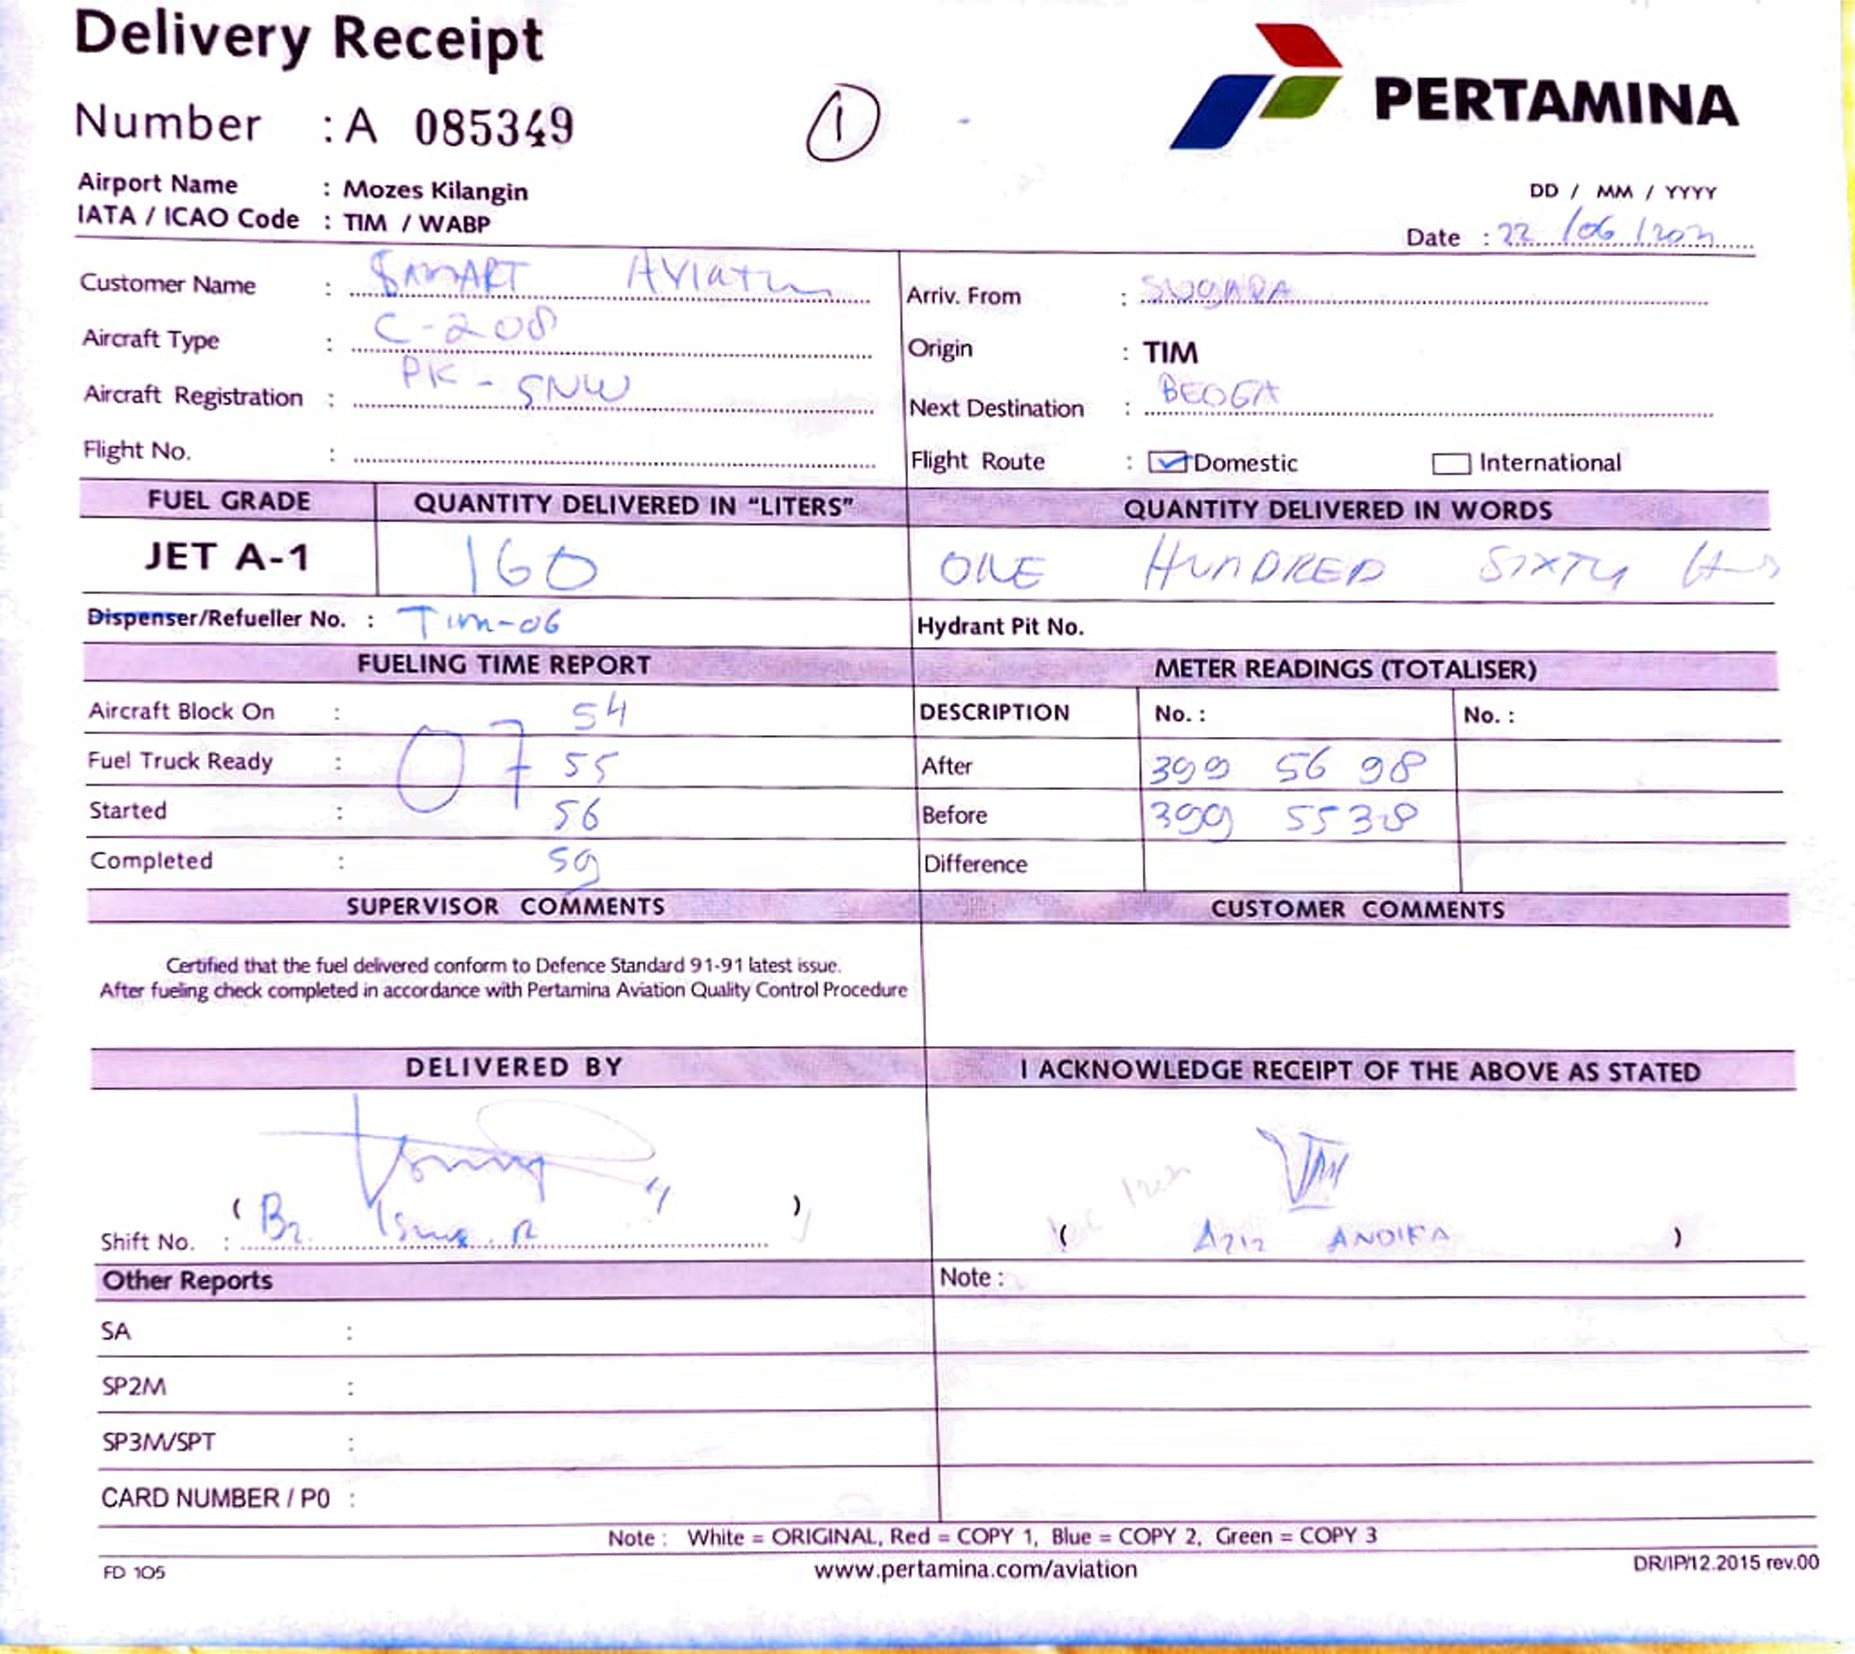 Delivery Receipt
PERTAMINA
Number : A 085349
1
Airport Name : Mozes Kilangin
IATA / ICAO Code : TIM / WABP
DD / MM / YYYY
Date : 22 /06 /
Customer Name : SMART AVIATION
Arriv. From :
Aircraft Type : C-208
Origin : TIM
Aircraft Registration : PK - SNW
Next Destination : BEOGA
Flight No. :
Flight Route : Domestic International
FUEL GRADE QUANTITY DELIVERED IN "LITERS" QUANTITY DELIVERED IN WORDS
JET A-1 160 ONE HUNDRED SIXTY
Dispenser/Refueller No. : Tim-06 Hydrant Pit No.
FUELING TIME REPORT METER READINGS (TOTALISER)
Aircraft Block On : 54 DESCRIPTION No. : No. :
Fuel Truck Ready : 07 55 After 399 56 98
Started : 56 Before 399 5538
Completed : 59 Difference
SUPERVISOR COMMENTS CUSTOMER COMMENTS
Certified that the fuel delivered conform to Defence Standard 91-91 latest issue.
After fueling check completed in accordance with Pertamina Aviation Quality Control Procedure
DELIVERED BY I ACKNOWLEDGE RECEIPT OF THE ABOVE AS STATED
Shift No. : ( B2 ) ( AZIZ ANDIKA )
Other Reports Note :
SA :
SP2M :
SP3M/SPT :
CARD NUMBER / P0 :
Note : White = ORIGINAL, Red = COPY 1, Blue = COPY 2, Green = COPY 3
FD 105 www.pertamina.com/aviation DR/IP/12.2015 rev.00